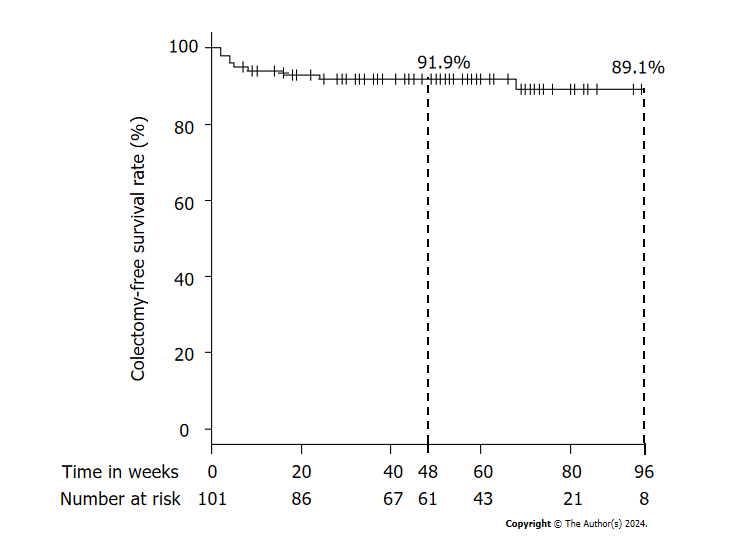 100
91.9%
89.1%
80
60
40
20
0
Colectomy-free survival rate (%)
Time in weeks 0 20 40 48 60 80 96
Number at risk 101 86 67 61 43 21 8
Copyright © The Author(s) 2024.